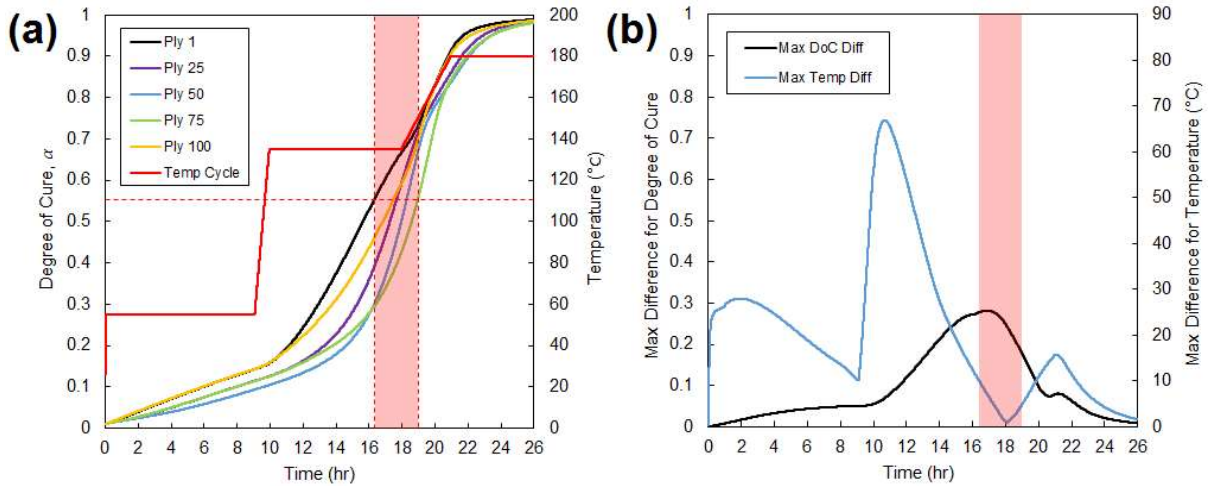 (a)
Degree of Cure, α
1
0.9
0.8
0.7
0.6
0.5
0.4
0.3
0.2
0.1
0
Ply 1
Ply 25
Ply 50
Ply 75
Ply 100
Temp Cycle
200
180
160
140
120
100
80
60
40
20
0
Temperature (°C)
0 2 4 6 8 10 12 14 16 18 20 22 24 26
Time (hr)
(b)
Max Difference for Degree of Cure
1
0.9
0.8
0.7
0.6
0.5
0.4
0.3
0.2
0.1
0
Max DoC Diff
Max Temp Diff
90
80
70
60
50
40
30
20
10
0
Max Difference for Temperature (°C)
0 2 4 6 8 10 12 14 16 18 20 22 24 26
Time (hr)